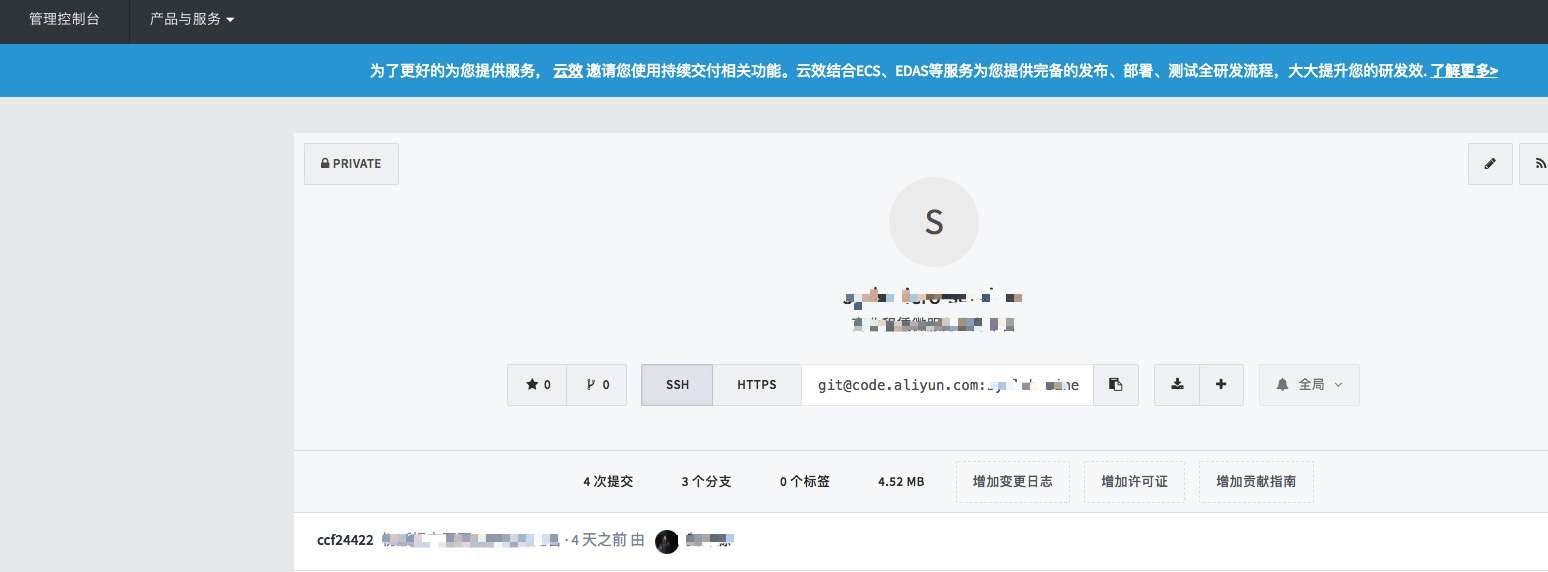 管理控制台 产品与服务
为了更好的为您提供服务， 云效 邀请您使用持续交付相关功能。云效结合ECS、EDAS等服务为您提供完备的发布、部署、测试全研发流程，大大提升您的研发效. 了解更多>
PRIVATE
S
0 0 SSH HTTPS git@code.aliyun.com: 全局
4 次提交 3 个分支 0 个标签 4.52 MB 增加变更日志 增加许可证 增加贡献指南
ccf24422 · 4 天之前 由